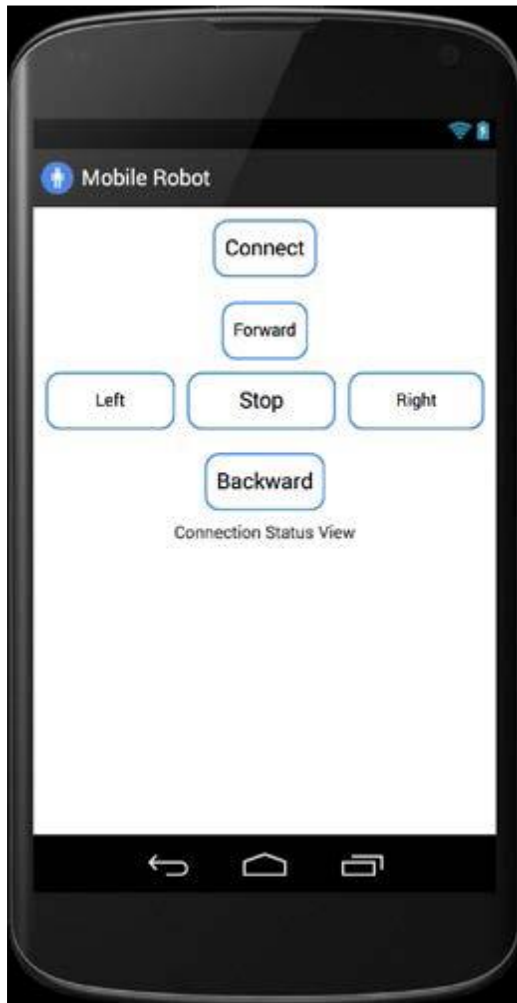 Mobile Robot
Connect
Forward
Left Stop Right
Backward
Connection Status View